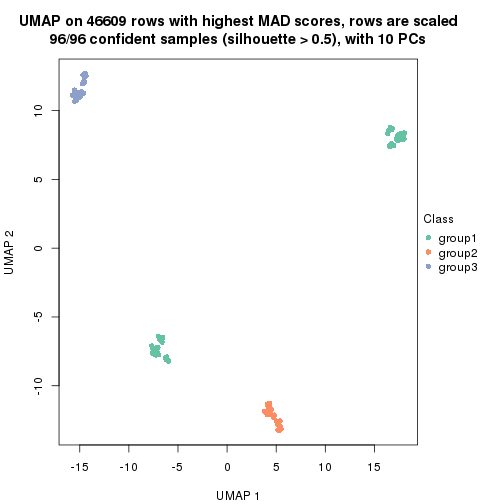 UMAP on 46609 rows with highest MAD scores, rows are scaled
96/96 confident samples (silhouette > 0.5), with 10 PCs
10
5
0
-5
-10
UMAP 2
-15
-10
-5
0
5
10
15
UMAP 1
Class
group1
group2
group3